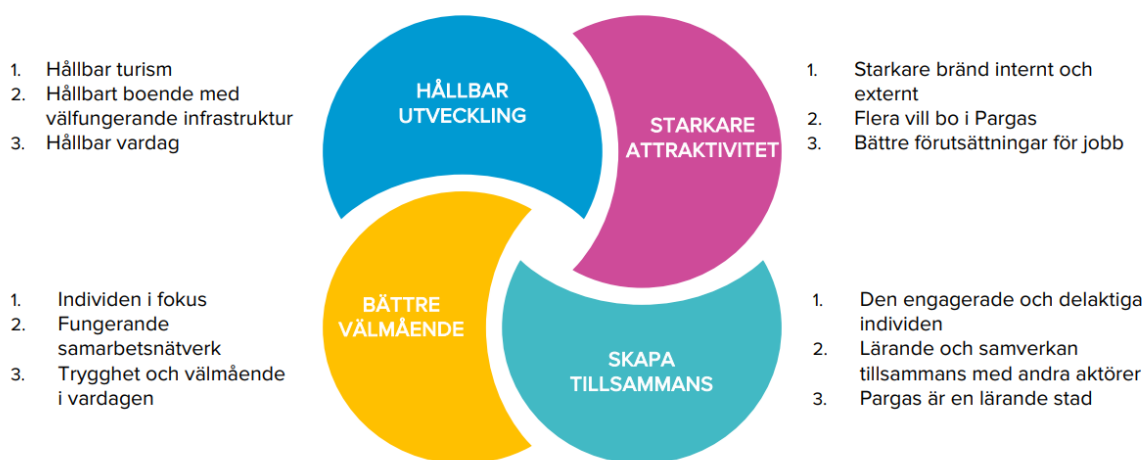 1. Hållbar turism
2. Hållbart boende med
välfungerande infrastruktur
3. Hållbar vardag
HÅLLBAR
UTVECKLING
STARKARE
ATTRAKTIVITET
1. Starkare bränd internt och
externt
2. Flera vill bo i Pargas
3. Bättre förutsättningar för jobb
1. Individen i fokus
2. Fungerande
samarbetsnätverk
3. Trygghet och välmående
i vardagen
BÄTTRE
VÄLMÅENDE
SKAPA
TILLSAMMANS
1. Den engagerade och delaktiga
individen
2. Lärande och samverkan
tillsammans med andra aktörer
3. Pargas är en lärande stad